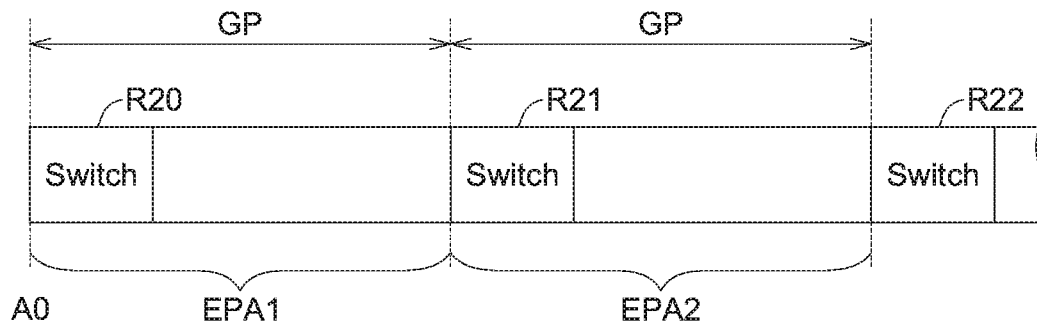 GP GP
R20 R21 R22
Switch Switch Switch
A0 EPA1 EPA2